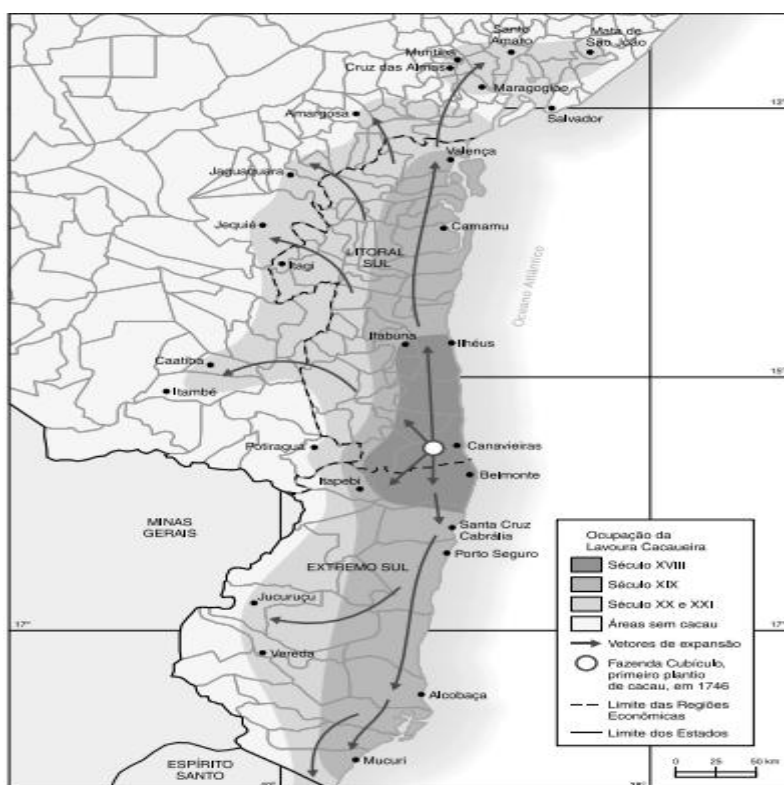 Santo
Amaro
Mata de
São João
Muritiba
Cruz das Almas
Maragogipe
Amargosa
Salvador
13°
Valença
Jaguaquara
Jequié
Camamu
LITORAL
SUL
Itagi
Oceano Atlântico
Itabuna
Ilhéus
Caatiba
15°
Itambé
Potiraguá
Canavieiras
Belmonte
Itapebi
MINAS
GERAIS
Santa Cruz
Cabrália
Porto Seguro
EXTREMO SUL
Jucuruçu
17°
17°
Vereda
Alcobaça
ESPÍRITO
SANTO
Mucuri
Ocupação da
Lavoura Cacaueira
Século XVIII
Século XIX
Século XX e XXI
Áreas sem cacau
Vetores de expansão
Fazenda Cubículo,
primeiro plantio
de cacau, em 1746
Limite das Regiões
Econômicas
Limite dos Estados
0 25 50 km